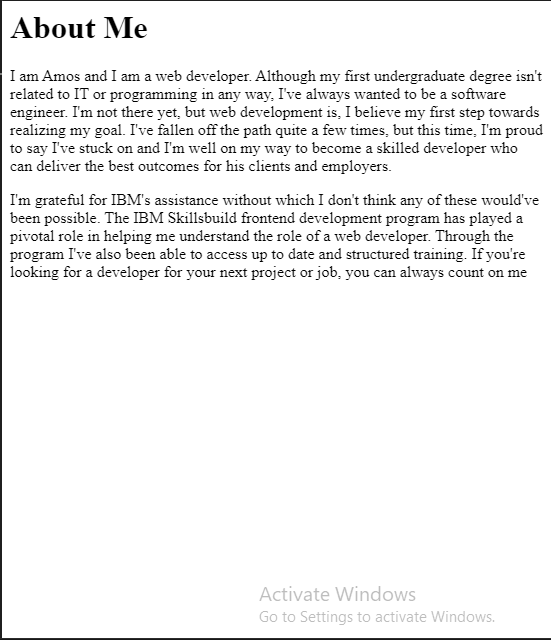 About Me
I am Amos and I am a web developer. Although my first undergraduate degree isn't
related to IT or programming in any way, I've always wanted to be a software
engineer. I'm not there yet, but web development is, I believe my first step towards
realizing my goal. I've fallen off the path quite a few times, but this time, I'm proud
to say I've stuck on and I'm well on my way to become a skilled developer who
can deliver the best outcomes for his clients and employers.
I'm grateful for IBM's assistance without which I don't think any of these would've
been possible. The IBM Skillsbuild frontend development program has played a
pivotal role in helping me understand the role of a web developer. Through the
program I've also been able to access up to date and structured training. If you're
looking for a developer for your next project or job, you can always count on me
Activate Windows
Go to Settings to activate Windows.